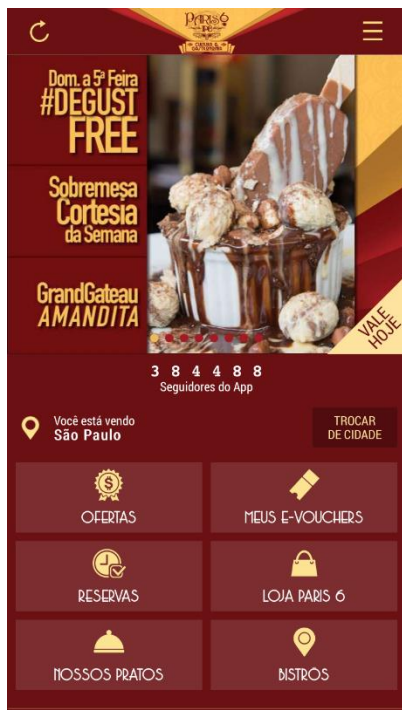 PARIS 6
Dom. a 5ª Feira
#DEGUST
FREE
Sobremesa
Cortesia
da Semana
GrandGateau
AMANDITA
VALE
HOJE
3 8 4 4 8 8
Seguidores do App
Você está vendo
São Paulo
TROCAR
DE CIDADE
OFERTAS
MEUS E-VOUCHERS
RESERVAS
LOJA PARIS 6
NOSSOS PRATOS
BISTRÔS